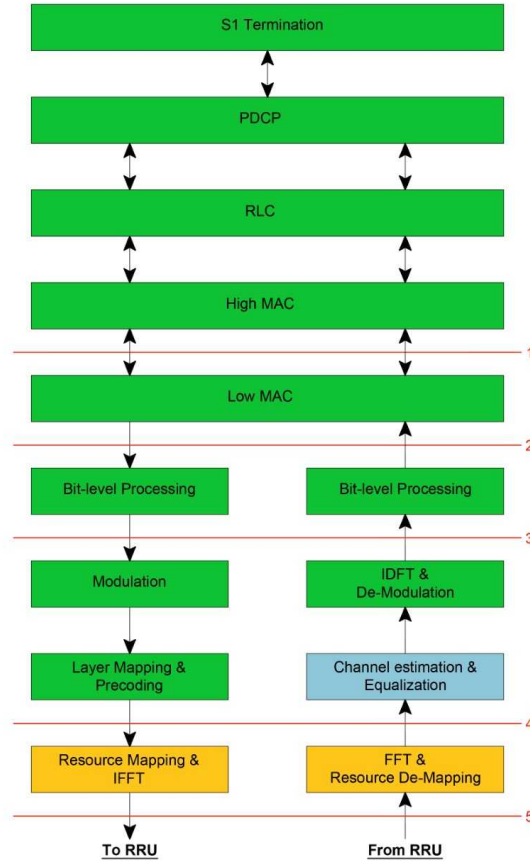 S1 Termination
PDCP
RLC
High MAC
1
Low MAC
2
Bit-level Processing
Bit-level Processing
3
Modulation
IDFT &
De-Modulation
Layer Mapping &
Precoding
Channel estimation &
Equalization
4
Resource Mapping &
IFFT
FFT &
Resource De-Mapping
5
To RRU
From RRU